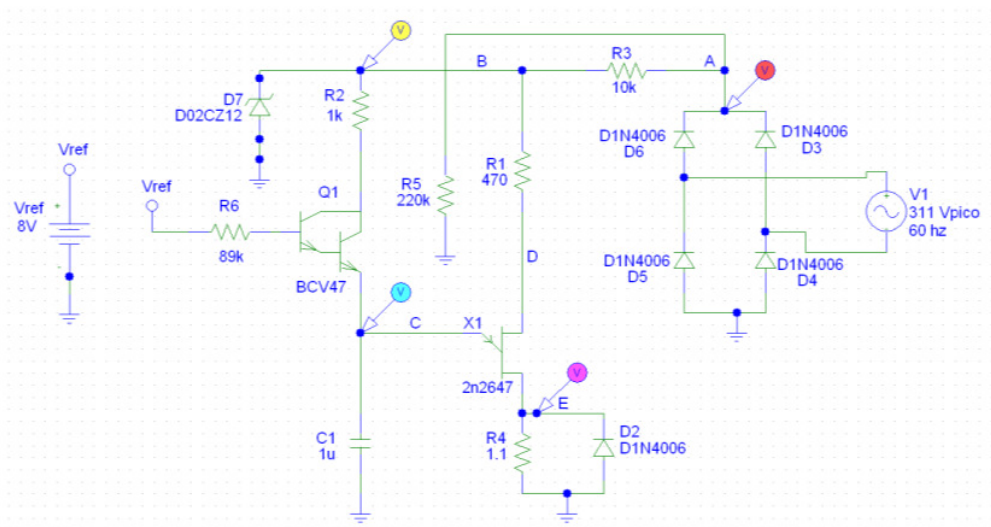 V
B
R3
10k
A
V
D7
D02CZ12
R2
1k
D1N4006
D6
D1N4006
D3
Vref
Vref
8V
+
-
Vref
R6
89k
Q1
BCV47
R5
220k
R1
470
D
+
-
V1
311 Vpico
60 hz
D1N4006
D5
D1N4006
D4
V
C
X1
2n2647
V
E
C1
1u
R4
1.1
D2
D1N4006